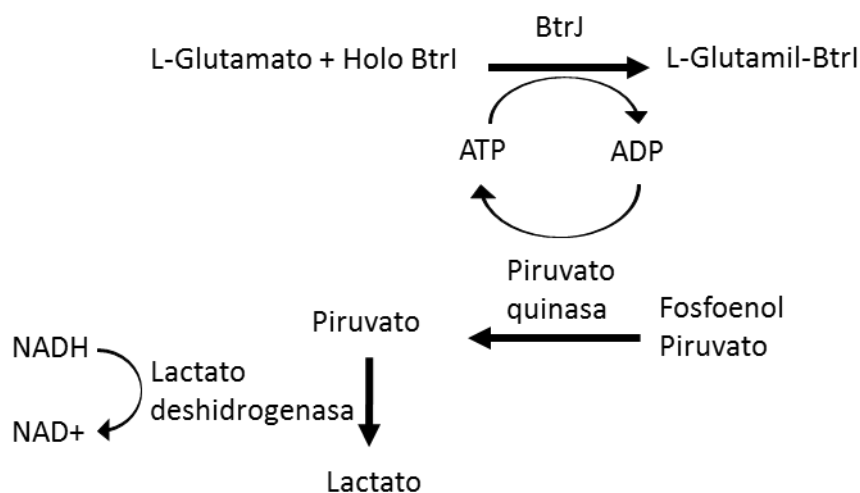 BtrJ
L-Glutamato + Holo BtrI
L-Glutamil-BtrI
ATP
ADP
Piruvato
quinasa
Fosfoenol
Piruvato
Piruvato
NADH
Lactato
deshidrogenasa
NAD+
Lactato